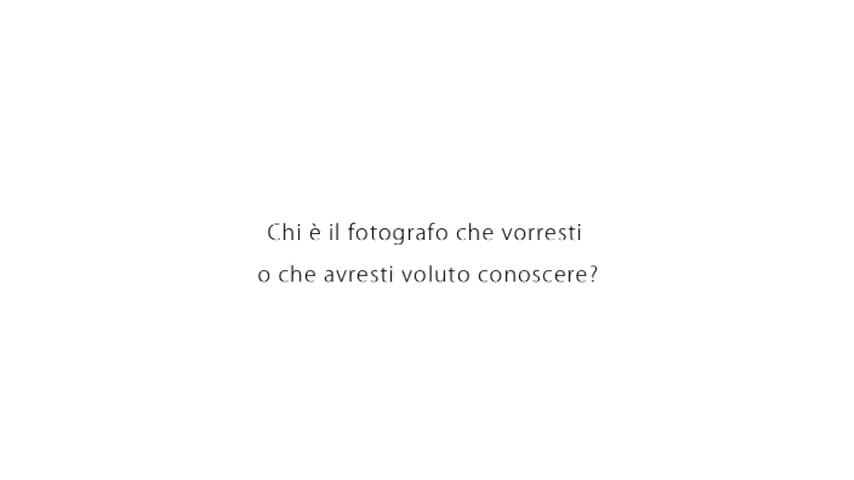 Chi è il fotografo che vorresti
o che avresti voluto conoscere?